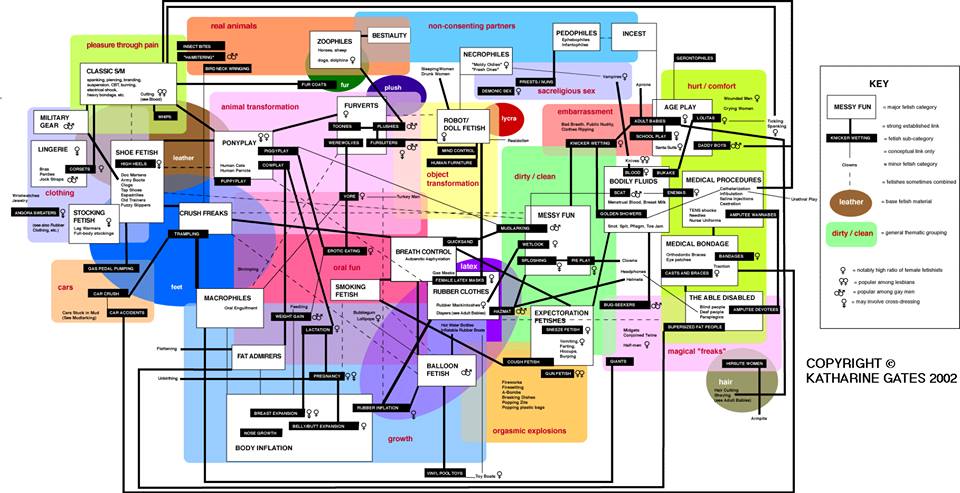 real animals
non-consenting partners
pleasure through pain
INSECT BITES
"HAMSTERING"
BIRD NECK WRINGING
ZOOPHILES
Horses, sheep
dogs, dolphins
BESTIALITY
fur
FUR COATS
plush
NECROPHILES
"Moldy Oldies"
"Fresh Ones"
PEDOPHILES
Ephebophiles
Infantophiles
INCEST
GERONTOPHILES
Sleeping Women
Drunk Women
PRIESTS / NUNS
DEMONIC SEX
sacreligious sex
Vampires
Aprons
hurt / comfort
Wounded Men
Crying Women
Tickling
Spanking
CLASSIC S/M
spanking, piercing, branding,
suspension, CBT, burning,
electrical shock,
heavy bondage, etc.
Cutting
(see Blood)
WHIPS
MILITARY
GEAR
LINGERIE
Bras
Panties
Jock Straps
CORSETS
clothing
SHOE FETISH
HIGH HEELS
Doc Martens
Army Boots
Clogs
Tap Shoes
Espadrilles
Old Trainers
Fuzzy Slippers
leather
animal transformation
PONYPLAY
Human Cats
Human Ferrets
PIGGYPLAY
COWPLAY
PUPPYPLAY
FURVERTS
TOONIES
PLUSHIES
WEREWOLVES
FURSUITERS
ROBOT/
DOLL FETISH
MIND CONTROL
HUMAN FURNITURE
object
transformation
lycra
embarrassment
Bad Breath, Public Nudity,
Clothes Ripping
KNICKER WETTING
AGE PLAY
ADULT BABIES
LOLITAS
SCHOOL PLAY
Santa Suits
DADDY BOYS
dirty / clean
Knives
BLOOD
BUKAKE
BODILY FLUIDS
SCAT
ENEMAS
Menstrual Blood, Breast Milk
GOLDEN SHOWERS
Snot, Spit, Phlegm, Toe Jam
MEDICAL PROCEDURES
Catheterization
Infibulation
Saline Injections
Castration
TENS shocks
Needles
Nurse Uniforms
AMPUTEE WANNABES
Urethral Play
Wristwatches
Jewelry
ANGORA SWEATERS
(see also Rubber
Clothing, etc.)
STOCKING
FETISH
Leg Warmers
Full-body stockings
CRUSH FREAKS
TRAMPLING
VORE
Turkey Man
MESSY FUN
MUDLARKING
QUICKSAND
WETLOOK
SPLOSHING
PIE PLAY
Clowns
Headphones
Helmets
MEDICAL BONDAGE
Orthodontic Braces
Eye patches
BANDAGES
Traction
CASTS AND BRACES
GAS PEDAL PUMPING
cars
CAR CRUSH
CAR ACCIDENTS
Cars Stuck in Mud
(See Mudlarking)
feet
Shrimping
EROTIC EATING
oral fun
BREATH CONTROL
Autoerotic Asphyxiation
Gas Masks
FEMALE LATEX MASKS
latex
MACROPHILES
Oral Engulfment
SMOKING
FETISH
Bubblegum
Lollipops
Feeding
WEIGHT GAIN
LACTATION
RUBBER CLOTHES
Rubber Mackintoshes
Diapers (see Adult Babies)
HAZMAT
Hot Water Bottles
Inflatable Rubber Boats
EXPECTORATION
FETISHES
SNEEZE FETISH
Vomiting,
Farting,
Hiccups,
Burping
BUG-SEEKERS
THE ABLE DISABLED
Blind people
Deaf people
Paraplegics
AMPUTEE DEVOTEES
SUPERSIZED FAT PEOPLE
Midgets
Conjoined Twins
Half-men
magical "freaks"
GIANTS
Flattening
FAT ADMIRERS
Unbirthing
PREGNANCY
BALLOON
FETISH
COUGH FETISH
GUN FETISH
Fireworks
Firesetting
A-Bombs
Breaking Dishes
Popping Zits
Popping plastic bags
orgasmic explosions
HIRSUTE WOMEN
hair
Hair Cutting
Shaving
(see Adult Babies)
Armpits
BREAST EXPANSION
RUBBER INFLATION
NOSE GROWTH
BELLY/BUTT EXPANSION
BODY INFLATION
growth
VINYL POOL TOYS
Toy Boats
KEY
MESSY FUN
= major fetish category
= strong established link
KNICKER WETTING
= fetish sub-category
= conceptual link only
Clowns
= minor fetish category
= fetishes sometimes combined
leather
= base fetish material
dirty / clean
= general thematic grouping
♀ = notably high ratio of female fetishists
♀♀ = popular among lesbians
♂♂ = popular among gay men
♀ = may involve cross-dressing
COPYRIGHT ©
KATHARINE GATES 2002